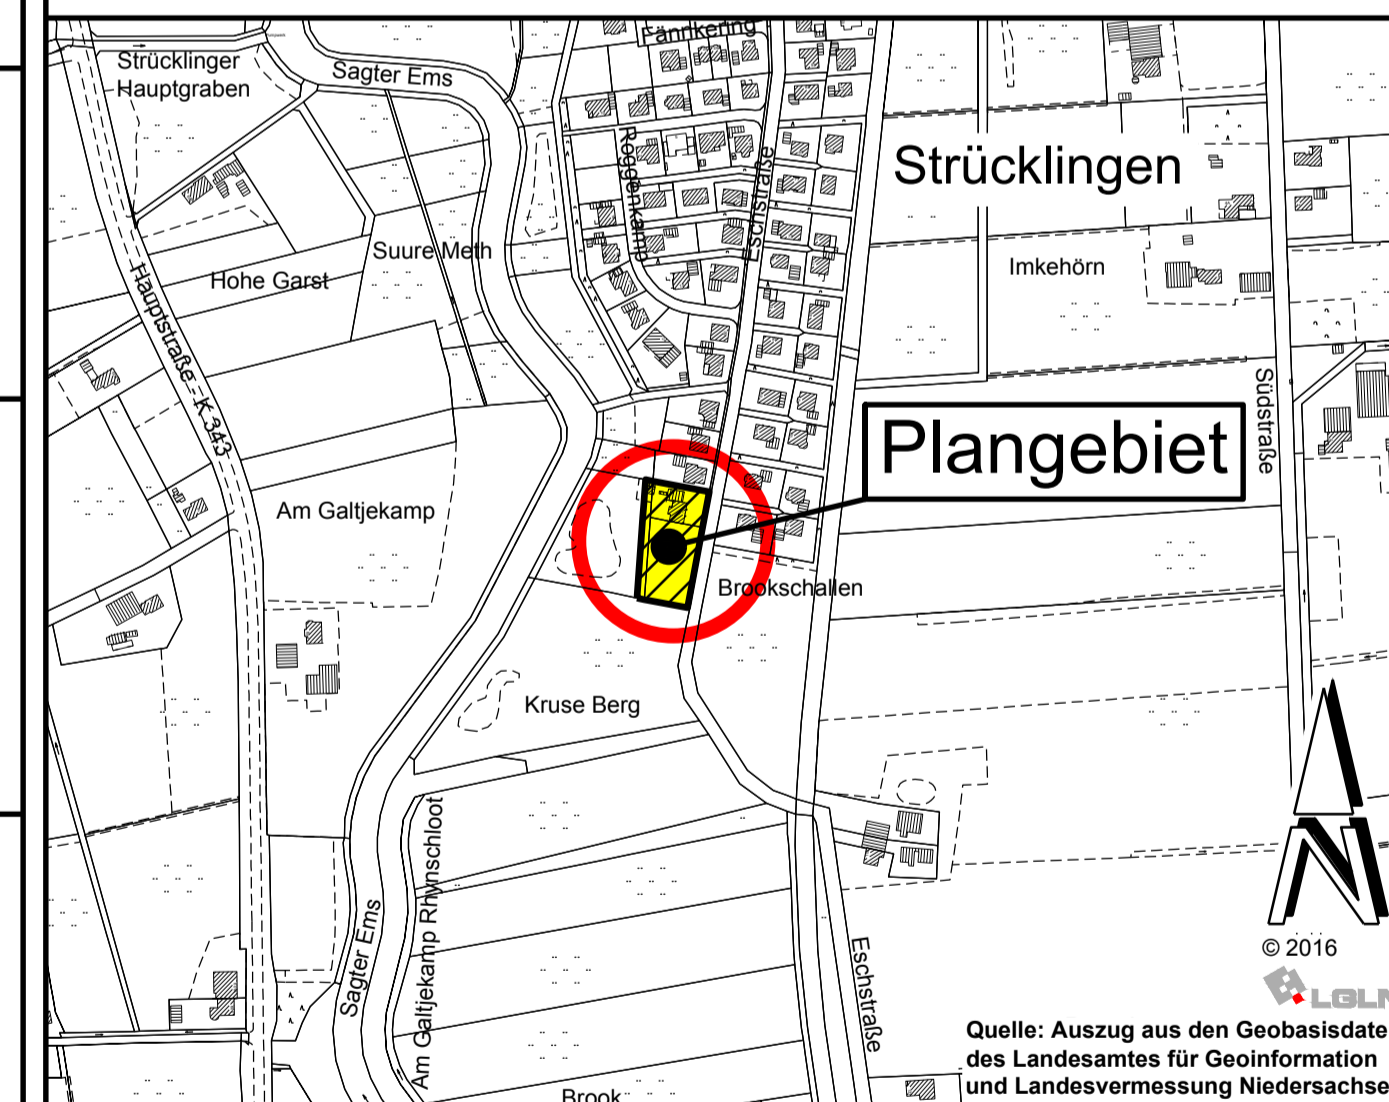 Fännkering
Strücklinger
Hauptgraben
Sagter Ems
Strücklingen
Roggenkamp
Eschstraße
Suure Meth
Hohe Garst
Imkehörn
Hauptstraße - K 343
Südstraße
Plangebiet
Am Galtjekamp
Brookschallen
Kruse Berg
Am Galtjekamp Rhynschloot
Sagter Ems
Eschstraße
N
© 2016
LGLN
Quelle: Auszug aus den Geobasisdate
des Landesamtes für Geoinformation
und Landesvermessung Niedersachse
Brook